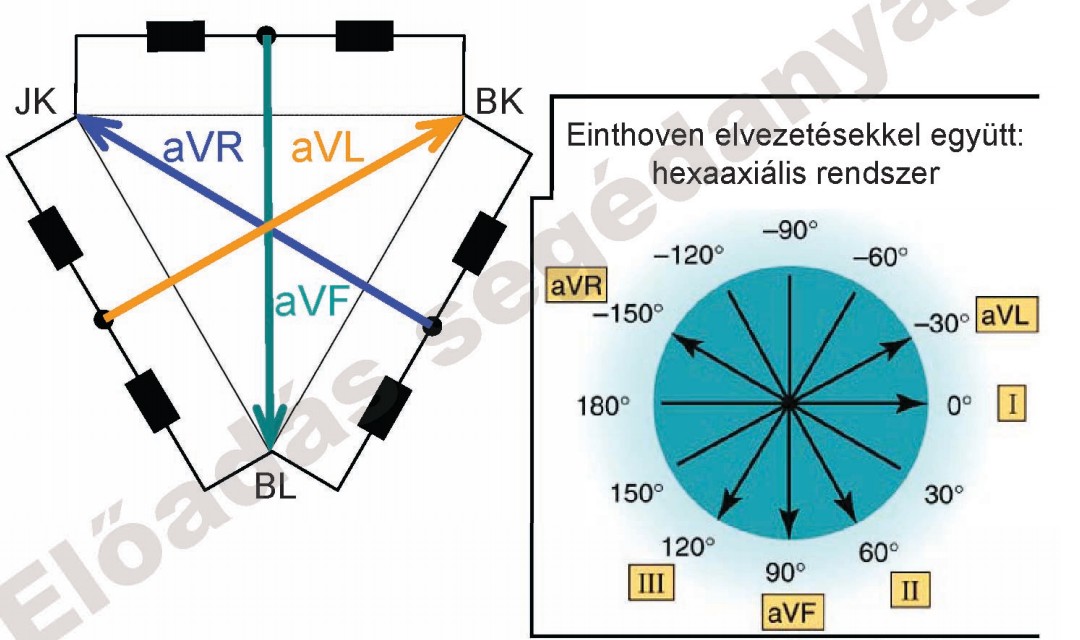 JK
BK
aVR
aVL
aVF
BL
Einthoven elvezetésekkel együtt:
hexaaxiális rendszer
–90°
–120°
–60°
aVR
–150°
–30°
aVL
180°
0°
I
150°
30°
120°
60°
90°
III
II
aVF
Előadás segédanyag